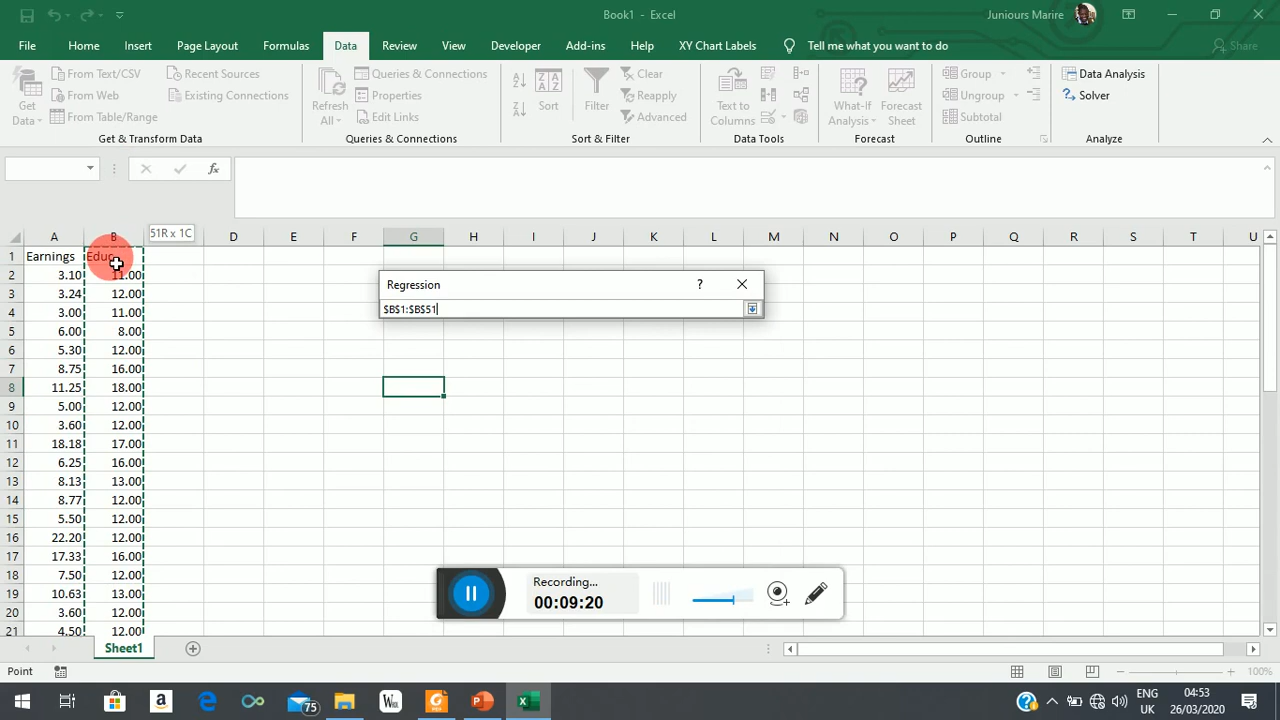 Book1 - Excel
Juniours Marire
File Home Insert Page Layout Formulas Data Review View Developer Add-ins Help XY Chart Labels Tell me what you want to do Share
Get Data
From Text/CSV
From Web
From Table/Range
Recent Sources
Existing Connections
Get & Transform Data
Refresh All
Queries & Connections
Properties
Edit Links
Queries & Connections
Sort
Filter
Clear
Reapply
Advanced
Sort & Filter
Text to Columns
Data Tools
What-If Analysis
Forecast Sheet
Forecast
Group
Ungroup
Subtotal
Outline
Data Analysis
Solver
Analyze
fx
51R x 1C
A B D E F G H I J K L M N O P Q R S T U
1 Earnings Educ
2 3.10 11.00
3 3.24 12.00
4 3.00 11.00
5 6.00 8.00
6 5.30 12.00
7 8.75 16.00
8 11.25 18.00
9 5.00 12.00
10 3.60 12.00
11 18.18 17.00
12 6.25 16.00
13 8.13 13.00
14 8.77 12.00
15 5.50 12.00
16 22.20 12.00
17 17.33 16.00
18 7.50 12.00
19 10.63 13.00
20 3.60 12.00
21 4.50 12.00
Regression ?
$B$1:$B$51
Recording...
00:09:20
Sheet1
Point
100%
75
ENG
UK
04:53
26/03/2020